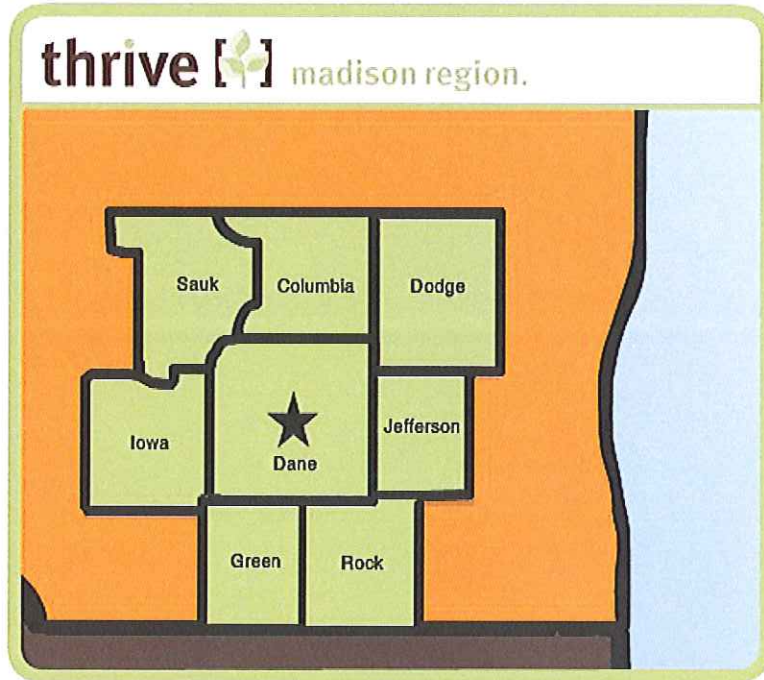 thrive [ ] madison region.
Sauk
Columbia
Dodge
Iowa
Dane
Jefferson
Green
Rock